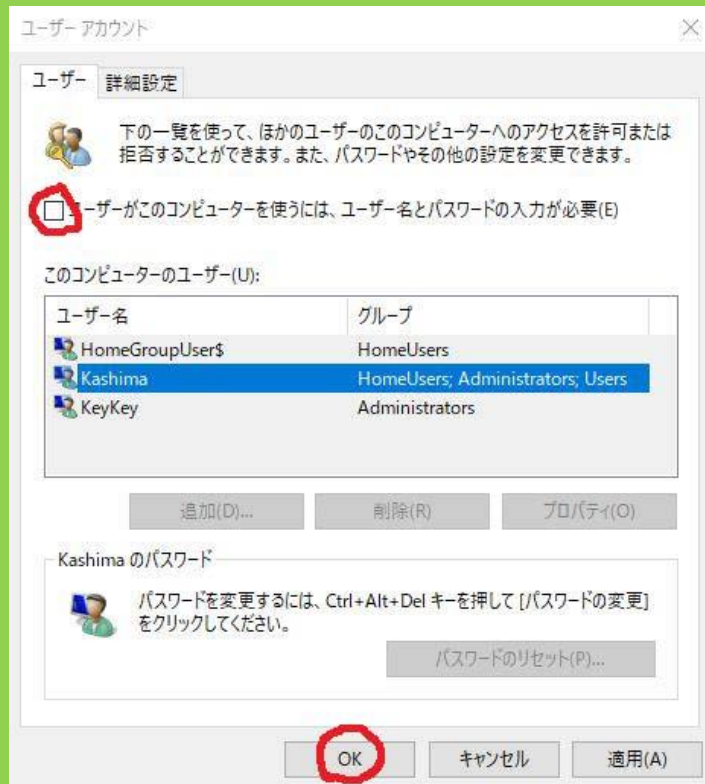 ユーザー アカウント
ユーザー 詳細設定
下の一覧を使って、ほかのユーザーのこのコンピューターへのアクセスを許可または
拒否することができます。また、パスワードやその他の設定を変更できます。
ユーザーがこのコンピューターを使うには、ユーザー名とパスワードの入力が必要(E)
このコンピューターのユーザー(U):
ユーザー名 グループ
HomeGroupUser$ HomeUsers
Kashima HomeUsers; Administrators; Users
KeyKey Administrators
追加(D)... 削除(R) プロパティ(O)
Kashima のパスワード
パスワードを変更するには、Ctrl+Alt+Del キーを押して [パスワードの変更]
をクリックしてください。
パスワードのリセット(P)...
OK キャンセル 適用(A)